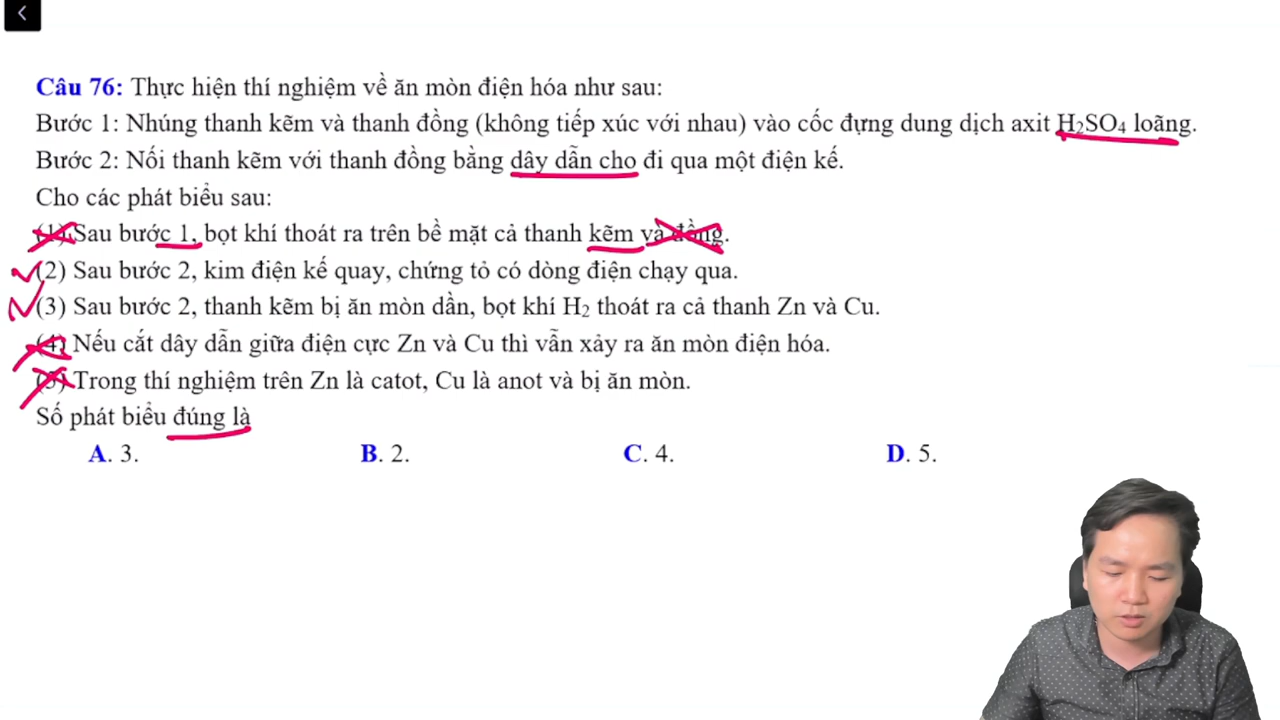 Câu 76: Thực hiện thí nghiệm về ăn mòn điện hóa như sau:
Bước 1: Nhúng thanh kẽm và thanh đồng (không tiếp xúc với nhau) vào cốc đựng dung dịch axit H₂SO₄ loãng.
Bước 2: Nối thanh kẽm với thanh đồng bằng dây dẫn cho đi qua một điện kế.
Cho các phát biểu sau:
(1) Sau bước 1, bọt khí thoát ra trên bề mặt cả thanh kẽm và đồng.
(2) Sau bước 2, kim điện kế quay, chứng tỏ có dòng điện chạy qua.
(3) Sau bước 2, thanh kẽm bị ăn mòn dần, bọt khí H₂ thoát ra cả thanh Zn và Cu.
(4) Nếu cắt dây dẫn giữa điện cực Zn và Cu thì vẫn xảy ra ăn mòn điện hóa.
(5) Trong thí nghiệm trên Zn là catot, Cu là anot và bị ăn mòn.
Số phát biểu đúng là
A. 3. B. 2. C. 4. D. 5.